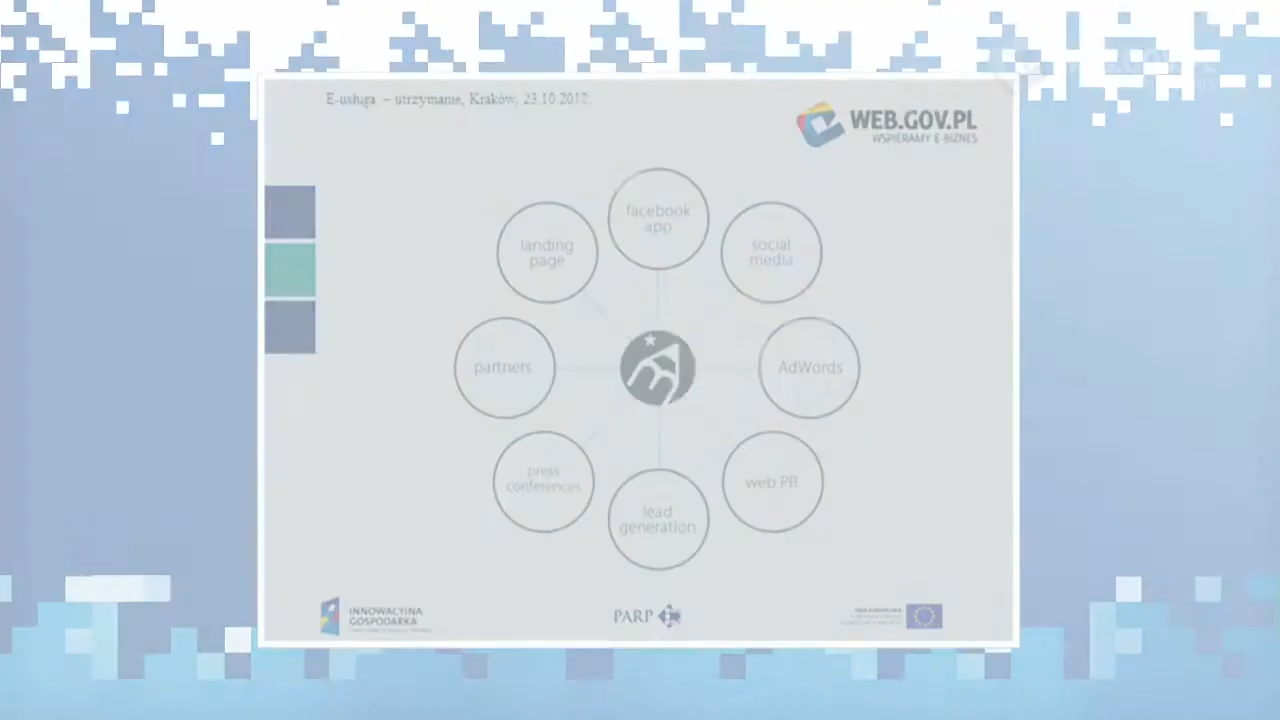 E-usługa – utrzymanie, Kraków, 23.10.2012
WEB.GOV.PL
WSPIERAMY E-BIZNES
facebook
app
landing
page
social
media
partners
AdWords
press
conferences
web PR
lead
generation
INNOWACYJNA
GOSPODARKA
PARP